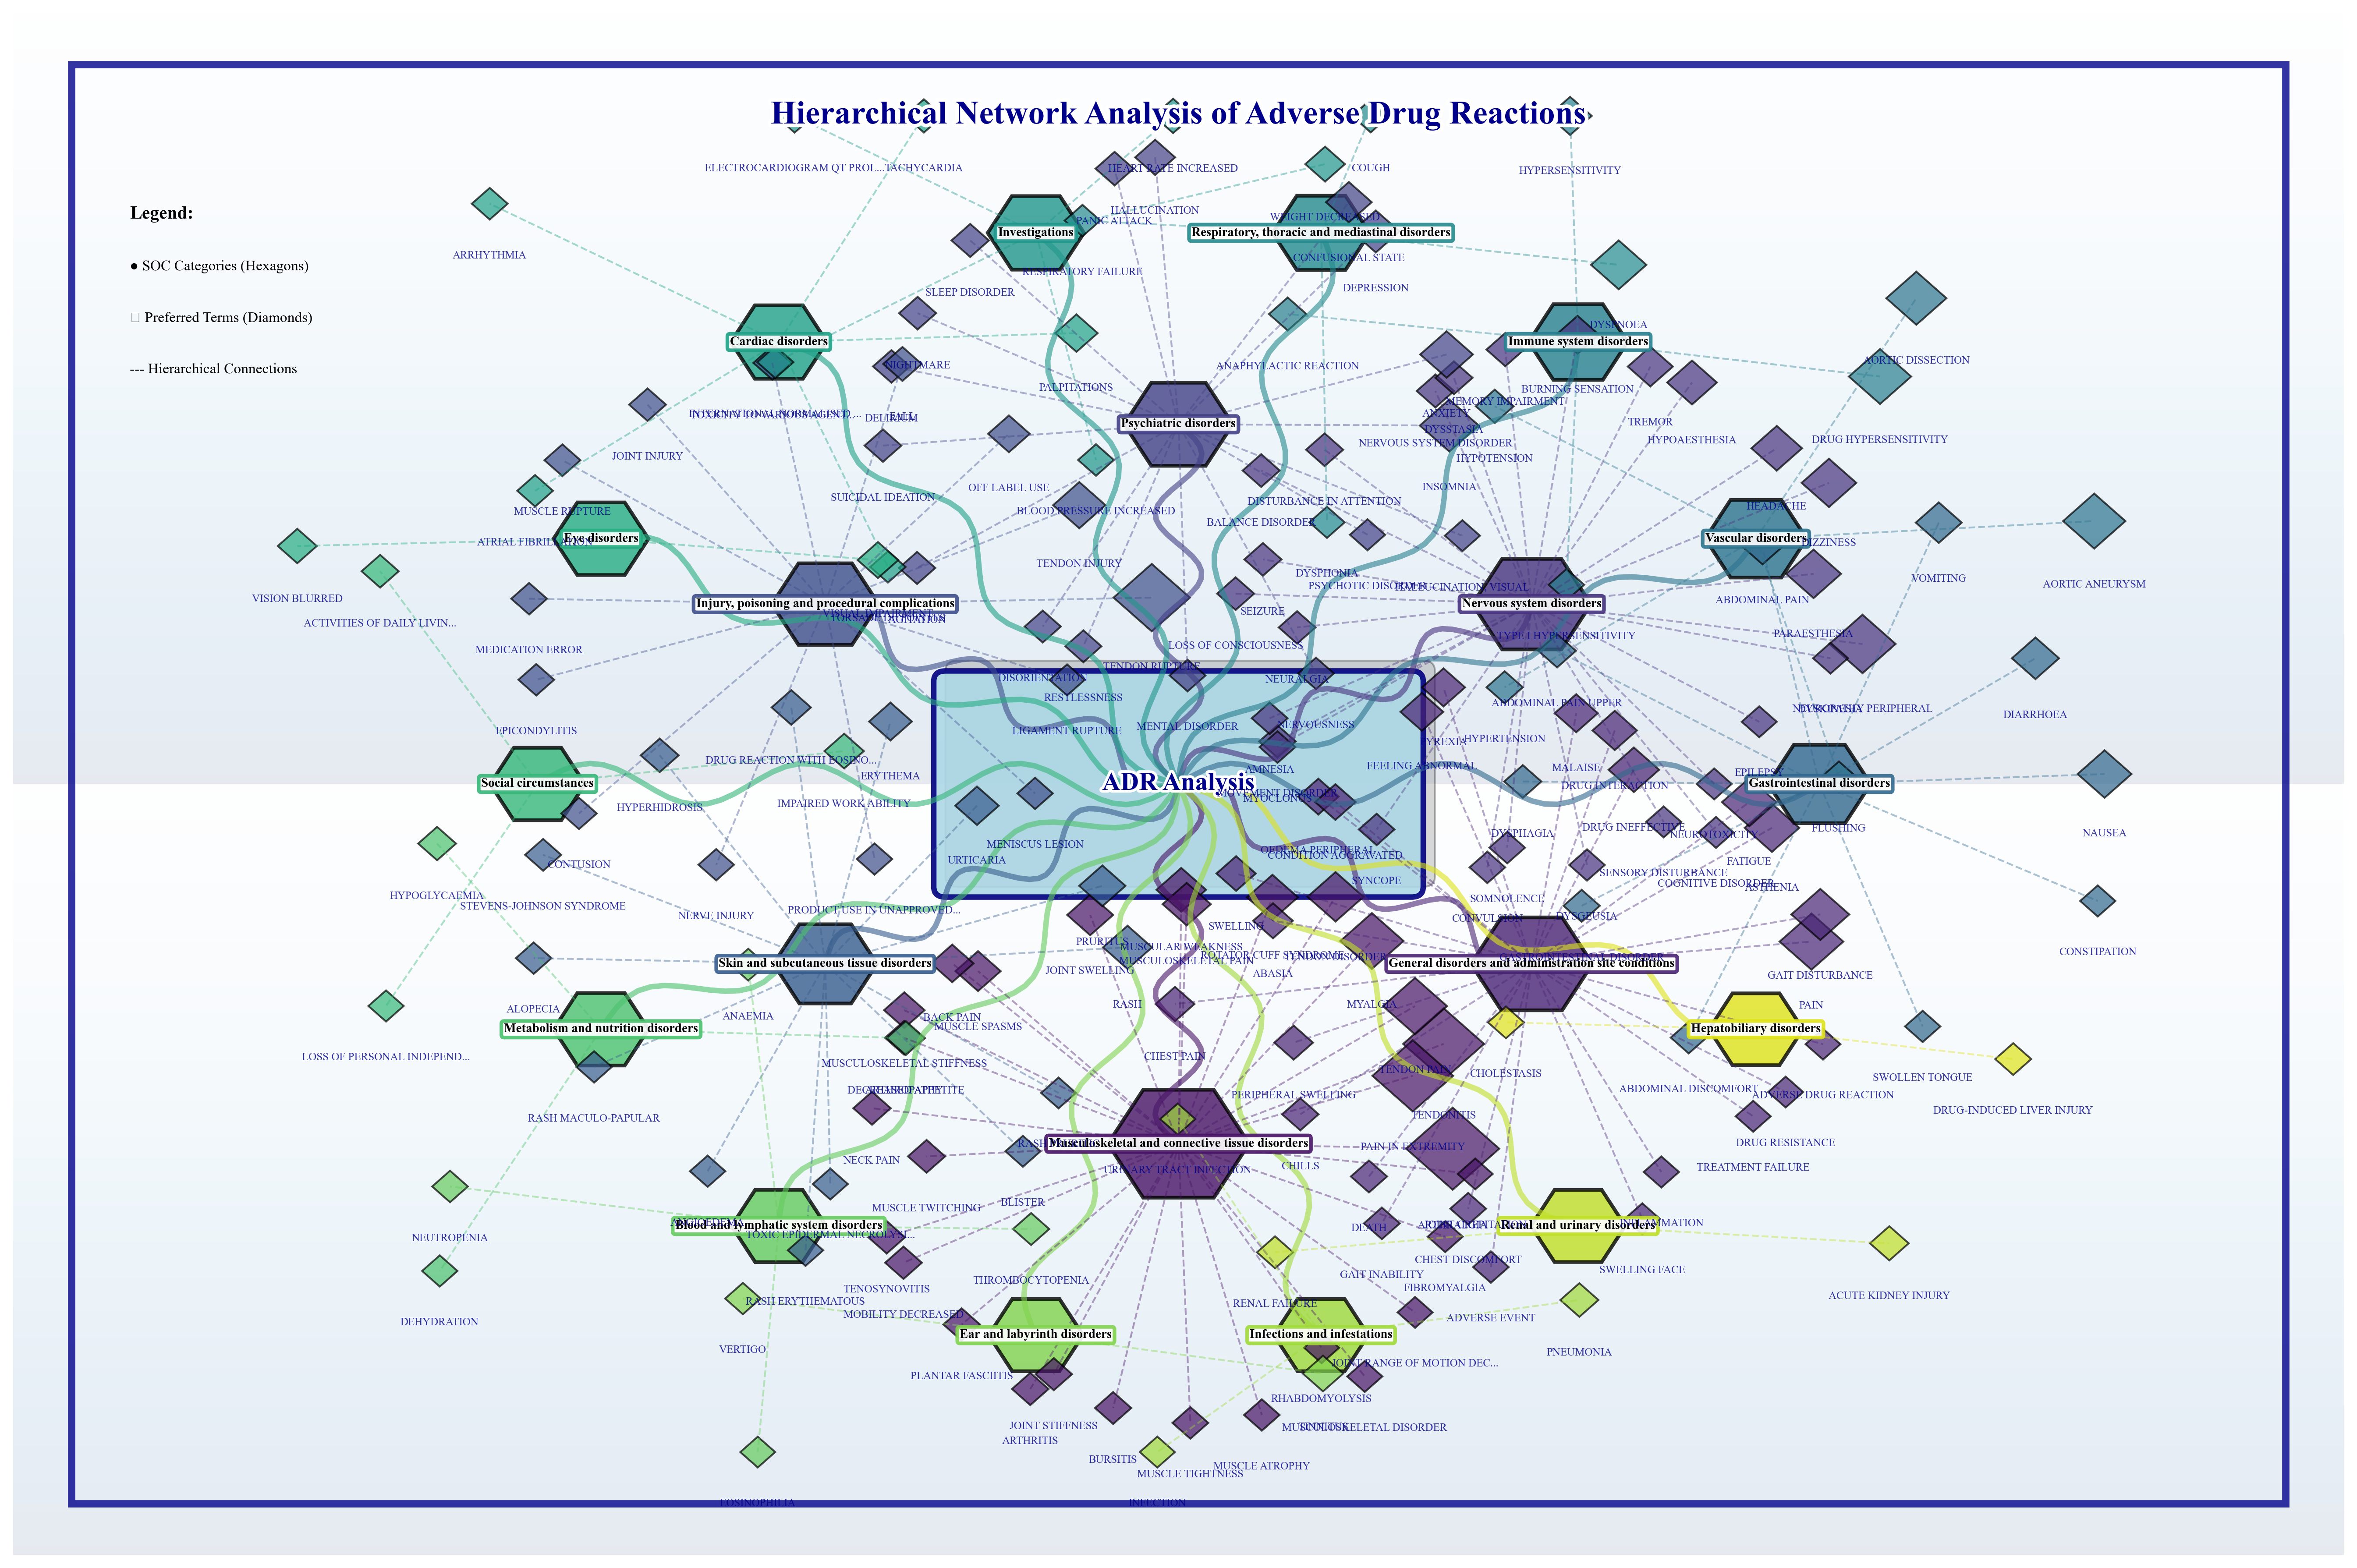 Hierarchical Network Analysis of Adverse Drug Reactions
ELECTROCARDIOGRAM QT PROL...
TACHYCARDIA
HEART RATE INCREASED
COUGH
HYPERSENSITIVITY
Legend:
● SOC Categories (Hexagons)
□ Preferred Terms (Diamonds)
--- Hierarchical Connections
HALLUCINATION
PANIC ATTACK
WEIGHT DECREASED
Investigations
Respiratory, thoracic and mediastinal disorders
ARRHYTHMIA
CONFUSIONAL STATE
RESPIRATORY FAILURE
DEPRESSION
SLEEP DISORDER
DYSPNOEA
Cardiac disorders
Immune system disorders
AORTIC DISSECTION
NIGHTMARE
ANAPHYLACTIC REACTION
PALPITATIONS
BURNING SENSATION
MEMORY IMPAIRMENT
INTERNATIONAL NORMALISED ...
TOXICITY TO VARIOUS AGENT...
FALL
DELIRIUM
ANXIETY
TREMOR
Psychiatric disorders
DYSSTASIA
HYPOAESTHESIA
DRUG HYPERSENSITIVITY
NERVOUS SYSTEM DISORDER
JOINT INJURY
HYPOTENSION
OFF LABEL USE
INSOMNIA
SUICIDAL IDEATION
DISTURBANCE IN ATTENTION
HEADACHE
MUSCLE RUPTURE
BLOOD PRESSURE INCREASED
BALANCE DISORDER
Eye disorders
ATRIAL FIBRILLATION
Vascular disorders
DIZZINESS
TENDON INJURY
DYSPHONIA
VOMITING
AORTIC ANEURYSM
PSYCHOTIC DISORDER
HALLUCINATION, VISUAL
VISION BLURRED
ABDOMINAL PAIN
Injury, poisoning and procedural complications
Nervous system disorders
SEIZURE
VISUAL IMPAIRMENT
TORSADE DE POINTES
AGITATION
ACTIVITIES OF DAILY LIVIN...
TYPE I HYPERSENSITIVITY
PARAESTHESIA
MEDICATION ERROR
LOSS OF CONSCIOUSNESS
TENDON RUPTURE
DISORIENTATION
NEURALGIA
RESTLESSNESS
ABDOMINAL PAIN UPPER
NEUROPATHY PERIPHERAL
DYSKINESIA
DIARRHOEA
EPICONDYLITIS
LIGAMENT RUPTURE
MENTAL DISORDER
NERVOUSNESS
PYREXIA
HYPERTENSION
DRUG REACTION WITH EOSINO...
FEELING ABNORMAL
MALAISE
AMNESIA
EPILEPSY
ERYTHEMA
Social circumstances
ADR Analysis
DRUG INTERACTION
Gastrointestinal disorders
MOVEMENT DISORDER
MYOCLONUS
IMPAIRED WORK ABILITY
HYPERHIDROSIS
DRUG INEFFECTIVE
FLUSHING
DYSPHAGIA
NEUROTOXICITY
NAUSEA
MENISCUS LESION
OEDEMA PERIPHERAL
CONDITION AGGRAVATED
URTICARIA
FATIGUE
CONTUSION
SENSORY DISTURBANCE
SYNCOPE
COGNITIVE DISORDER
ASTHENIA
HYPOGLYCAEMIA
SOMNOLENCE
STEVENS-JOHNSON SYNDROME
PRODUCT USE IN UNAPPROVED...
NERVE INJURY
CONVULSION
DYSGEUSIA
SWELLING
PRURITUS
MUSCULAR WEAKNESS
CONSTIPATION
ROTATOR CUFF SYNDROME
TENDON DISORDER
GASTROINTESTINAL DISORDER
MUSCULOSKELETAL PAIN
Skin and subcutaneous tissue disorders
General disorders and administration site conditions
JOINT SWELLING
ABASIA
GAIT DISTURBANCE
RASH
MYALGIA
PAIN
ALOPECIA
ANAEMIA
BACK PAIN
MUSCLE SPASMS
Metabolism and nutrition disorders
Hepatobiliary disorders
LOSS OF PERSONAL INDEPEND...
CHEST PAIN
MUSCULOSKELETAL STIFFNESS
TENDON PAIN
CHOLESTASIS
SWOLLEN TONGUE
DECREASED APPETITE
ARTHROPATHY
ABDOMINAL DISCOMFORT
ADVERSE DRUG REACTION
PERIPHERAL SWELLING
DRUG-INDUCED LIVER INJURY
RASH MACULO-PAPULAR
TENDONITIS
DRUG RESISTANCE
Musculoskeletal and connective tissue disorders
PAIN IN EXTREMITY
NECK PAIN
CHILLS
TREATMENT FAILURE
URINARY TRACT INFECTION
BLISTER
MUSCLE TWITCHING
ANGIOEDEMA
Blood and lymphatic system disorders
DEATH
Renal and urinary disorders
INFLAMMATION
TOXIC EPIDERMAL NECROLYSI...
NEUTROPENIA
CHEST DISCOMFORT
SWELLING FACE
GAIT INABILITY
THROMBOCYTOPENIA
TENOSYNOVITIS
FIBROMYALGIA
ACUTE KIDNEY INJURY
RASH ERYTHEMATOUS
RENAL FAILURE
MOBILITY DECREASED
ADVERSE EVENT
DEHYDRATION
Ear and labyrinth disorders
Infections and infestations
VERTIGO
PNEUMONIA
JOINT RANGE OF MOTION DEC...
PLANTAR FASCIITIS
RHABDOMYOLYSIS
JOINT STIFFNESS
TINNITUS
MUSCULOSKELETAL DISORDER
ARTHRITIS
BURSITIS
MUSCLE ATROPHY
MUSCLE TIGHTNESS
EOSINOPHILIA
INFECTION